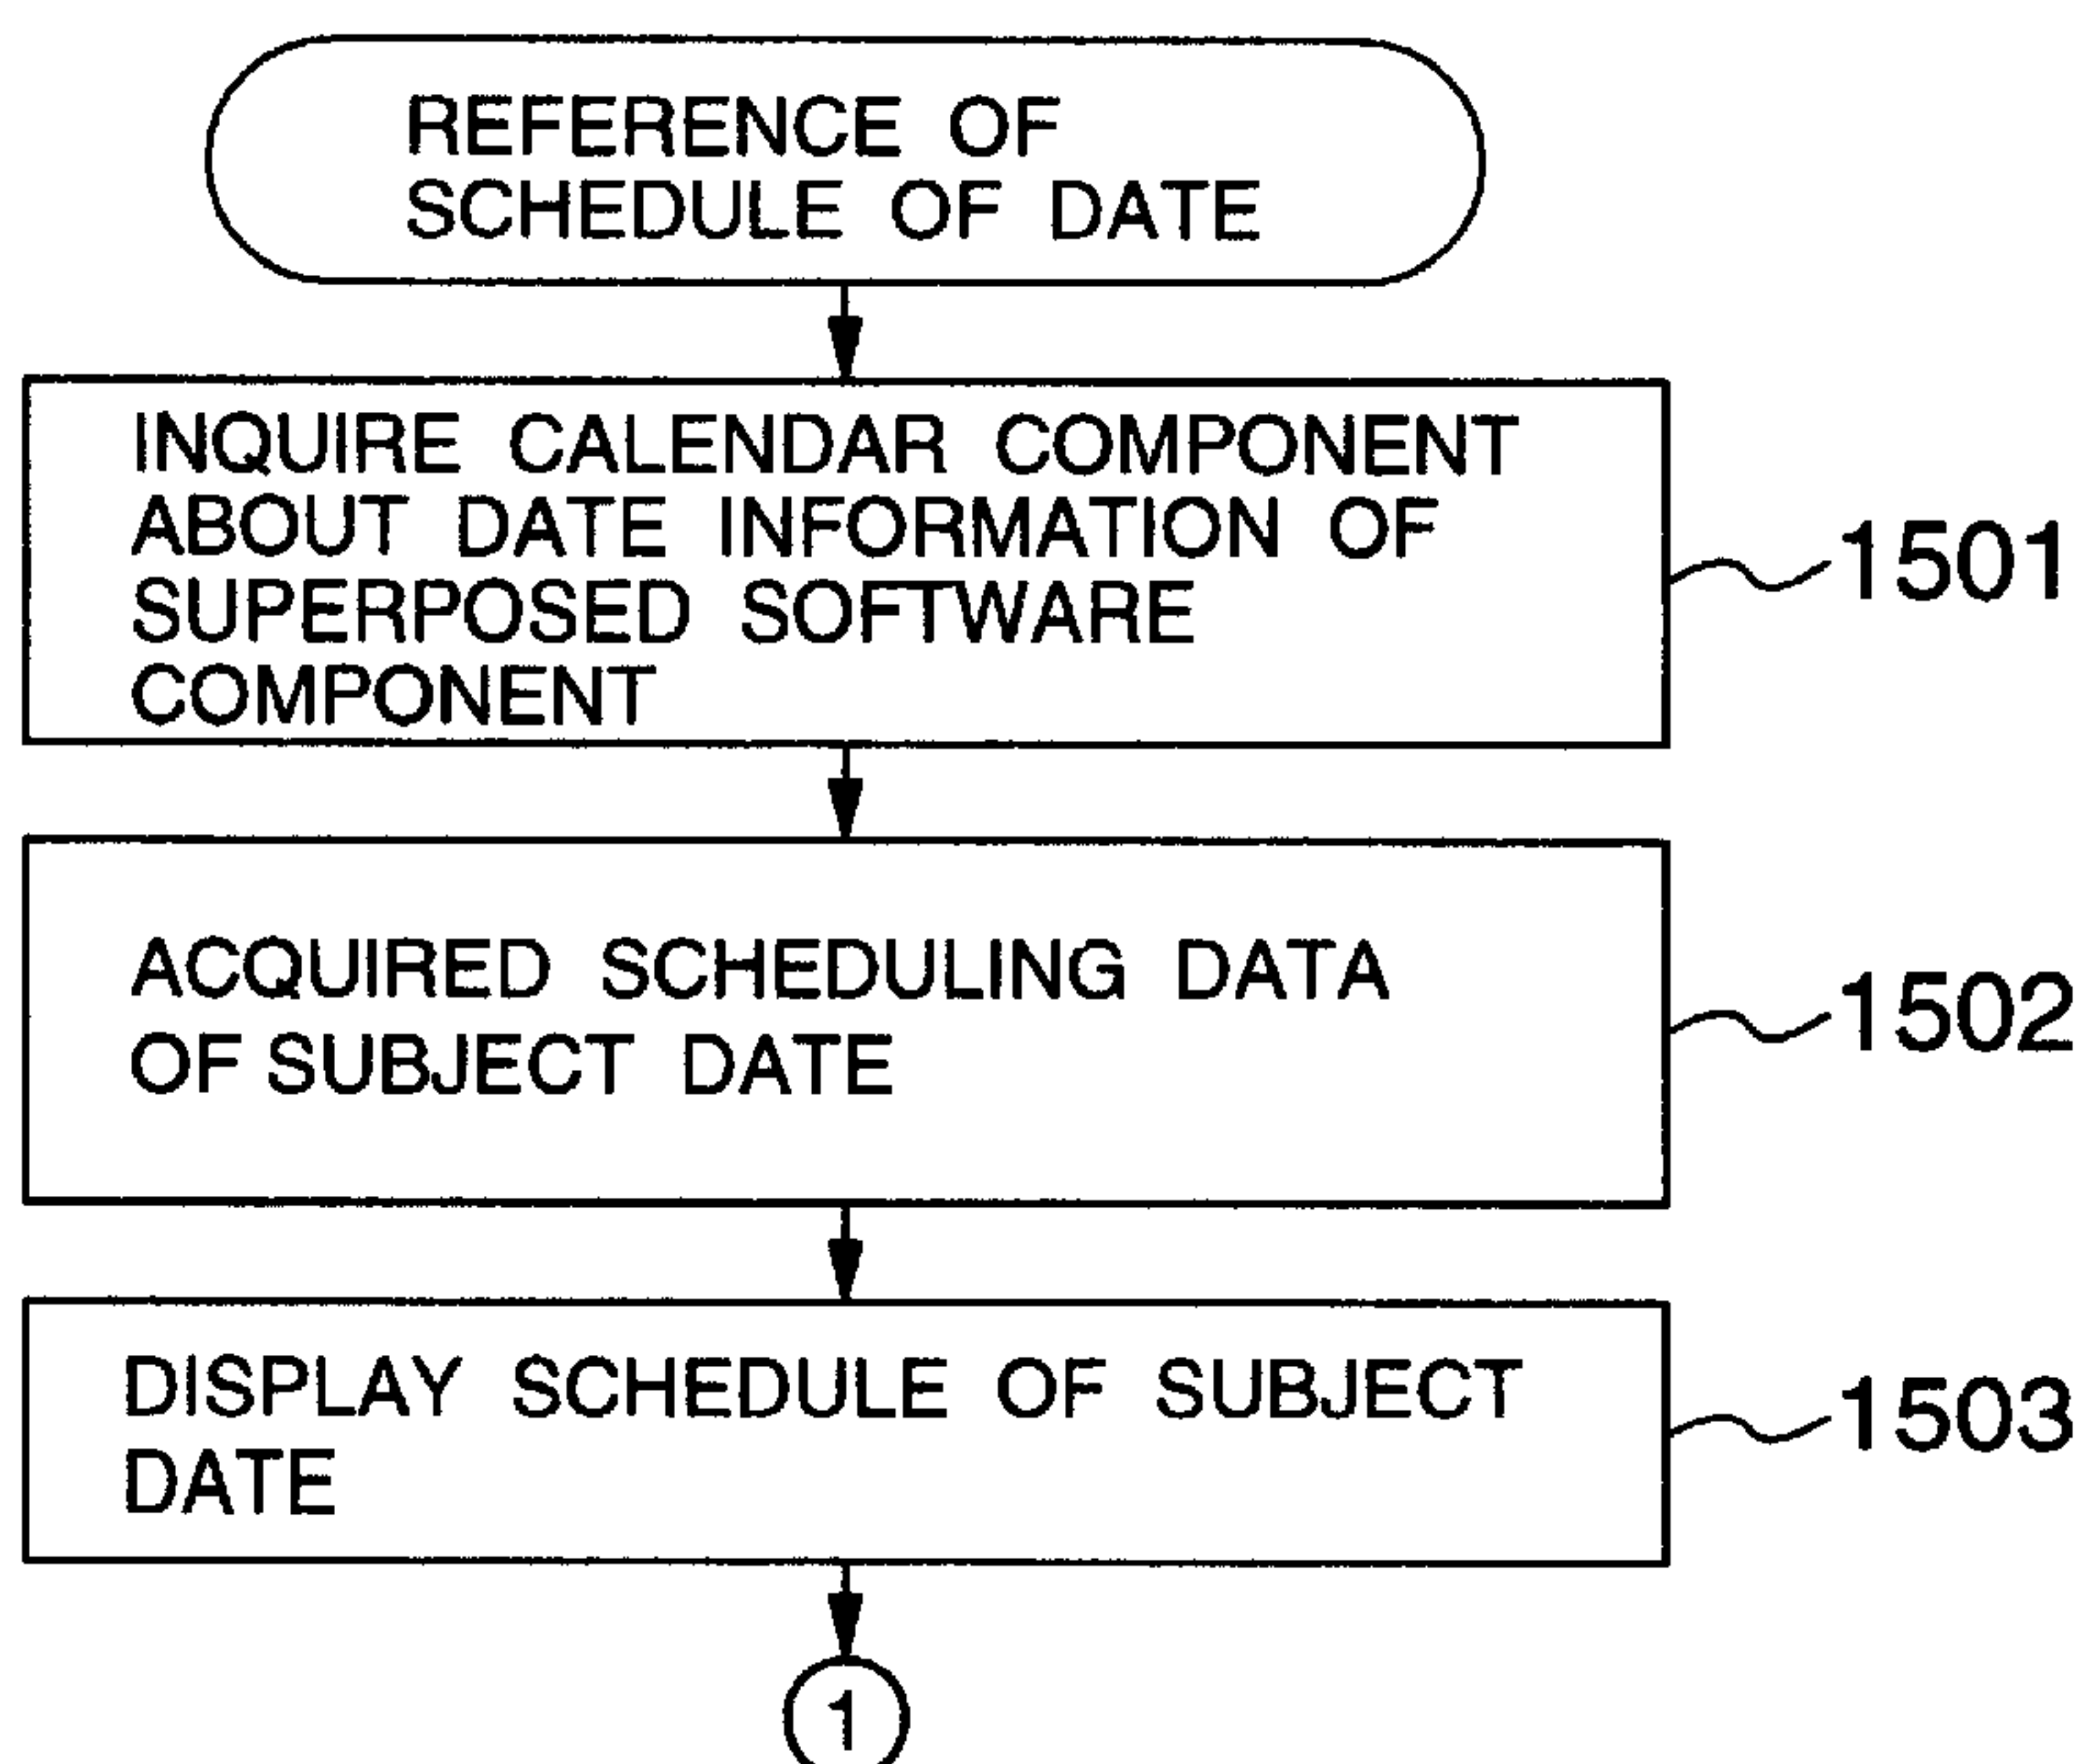 REFERENCE OF
SCHEDULE OF DATE
INQUIRE CALENDAR COMPONENT
ABOUT DATE INFORMATION OF
SUPERPOSED SOFTWARE
COMPONENT
1501
ACQUIRED SCHEDULING DATA
OF SUBJECT DATE
1502
DISPLAY SCHEDULE OF SUBJECT
DATE
1503
1